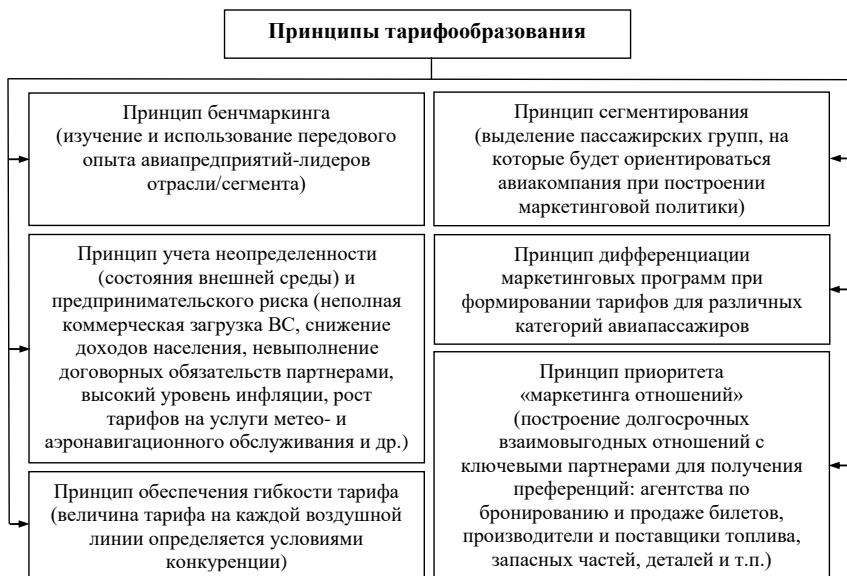 Принципы тарифообразования
Принцип бенчмаркинга
(изучение и использование передового
опыта авиапредприятий-лидеров
отрасли/сегмента)
Принцип учета неопределенности
(состояния внешней среды) и
предпринимательского риска (неполная
коммерческая загрузка ВС, снижение
доходов населения, невыполнение
договорных обязательств партнерами,
высокий уровень инфляции, рост
тарифов на услуги метео- и
аэронавигационного обслуживания и др.)
Принцип обеспечения гибкости тарифа
(величина тарифа на каждой воздушной
линии определяется условиями
конкуренции)
Принцип сегментирования
(выделение пассажирских групп, на
которые будет ориентироваться
авиакомпания при построении
маркетинговой политики)
Принцип дифференциации
маркетинговых программ при
формировании тарифов для различных
категорий авиапассажиров
Принцип приоритета
«маркетинга отношений»
(построение долгосрочных
взаимовыгодных отношений с
ключевыми партнерами для получения
преференций: агентства по
бронированию и продаже билетов,
производители и поставщики топлива,
запасных частей, деталей и т.п.)